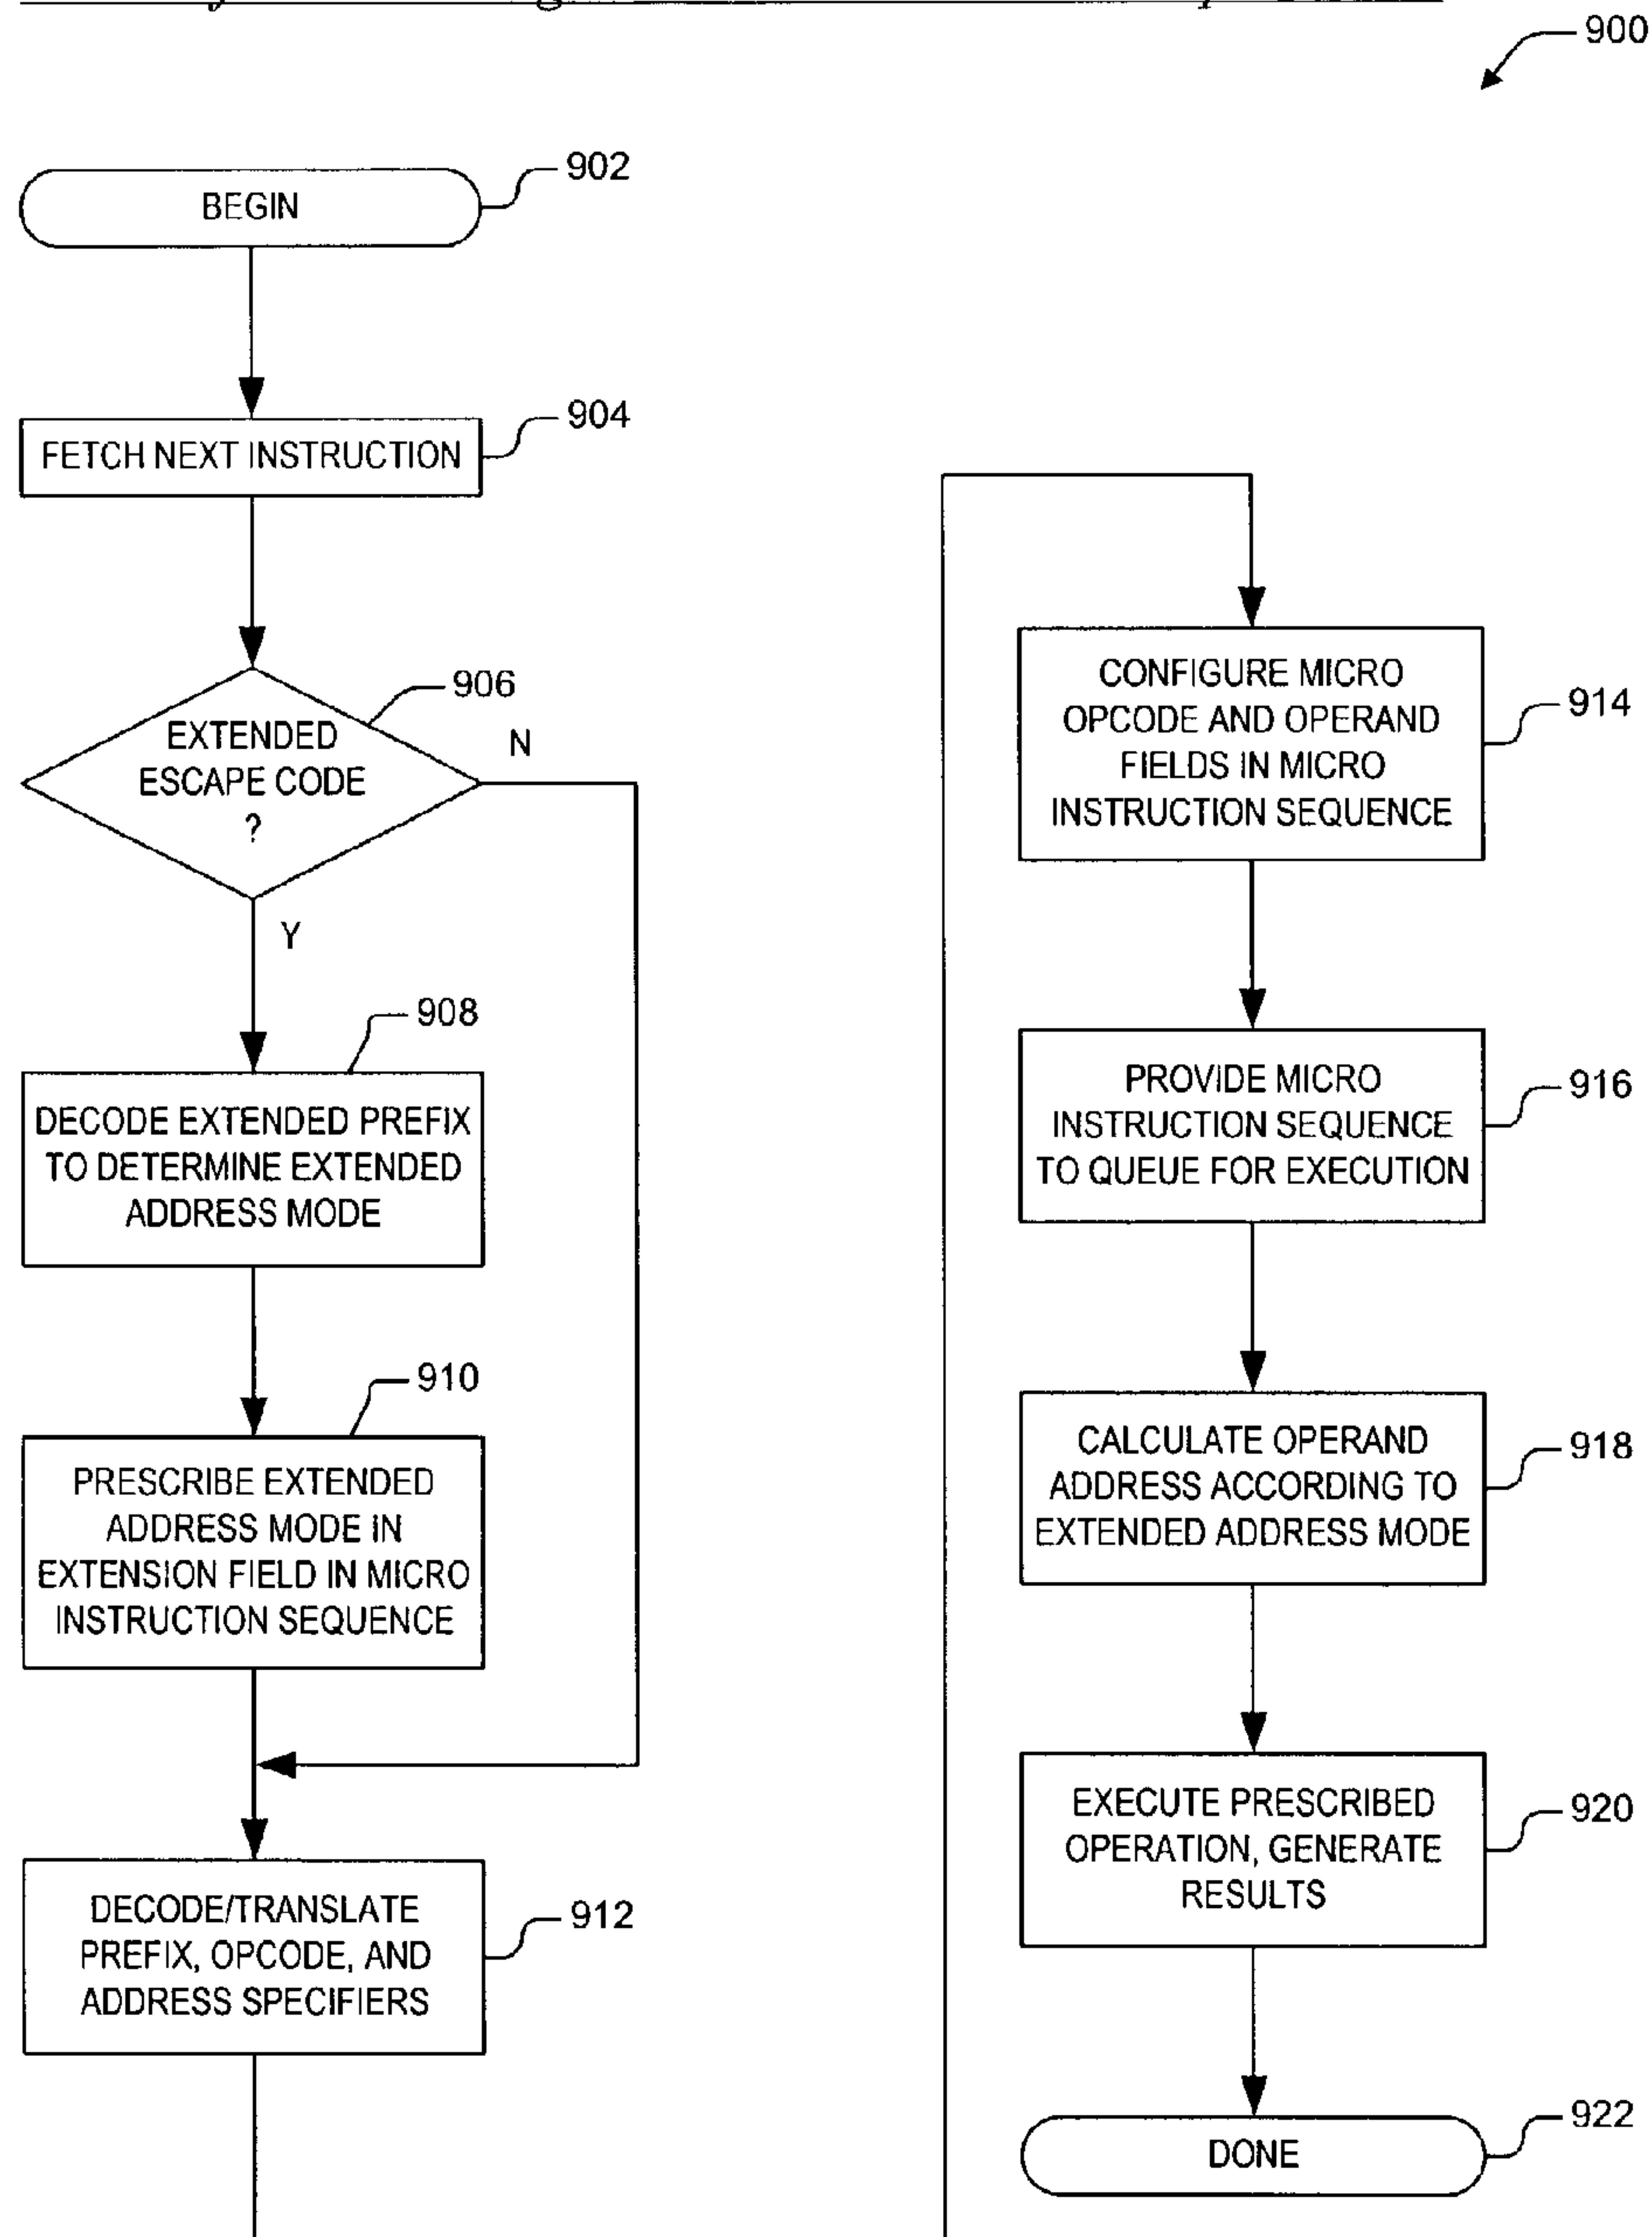 900
BEGIN
902
FETCH NEXT INSTRUCTION
904
EXTENDED
ESCAPE CODE
?
906
N
Y
DECODE EXTENDED PREFIX
TO DETERMINE EXTENDED
ADDRESS MODE
908
PRESCRIBE EXTENDED
ADDRESS MODE IN
EXTENSION FIELD IN MICRO
INSTRUCTION SEQUENCE
910
DECODE/TRANSLATE
PREFIX, OPCODE, AND
ADDRESS SPECIFIERS
912
CONFIGURE MICRO
OPCODE AND OPERAND
FIELDS IN MICRO
INSTRUCTION SEQUENCE
914
PROVIDE MICRO
INSTRUCTION SEQUENCE
TO QUEUE FOR EXECUTION
916
CALCULATE OPERAND
ADDRESS ACCORDING TO
EXTENDED ADDRESS MODE
918
EXECUTE PRESCRIBED
OPERATION, GENERATE
RESULTS
920
DONE
922